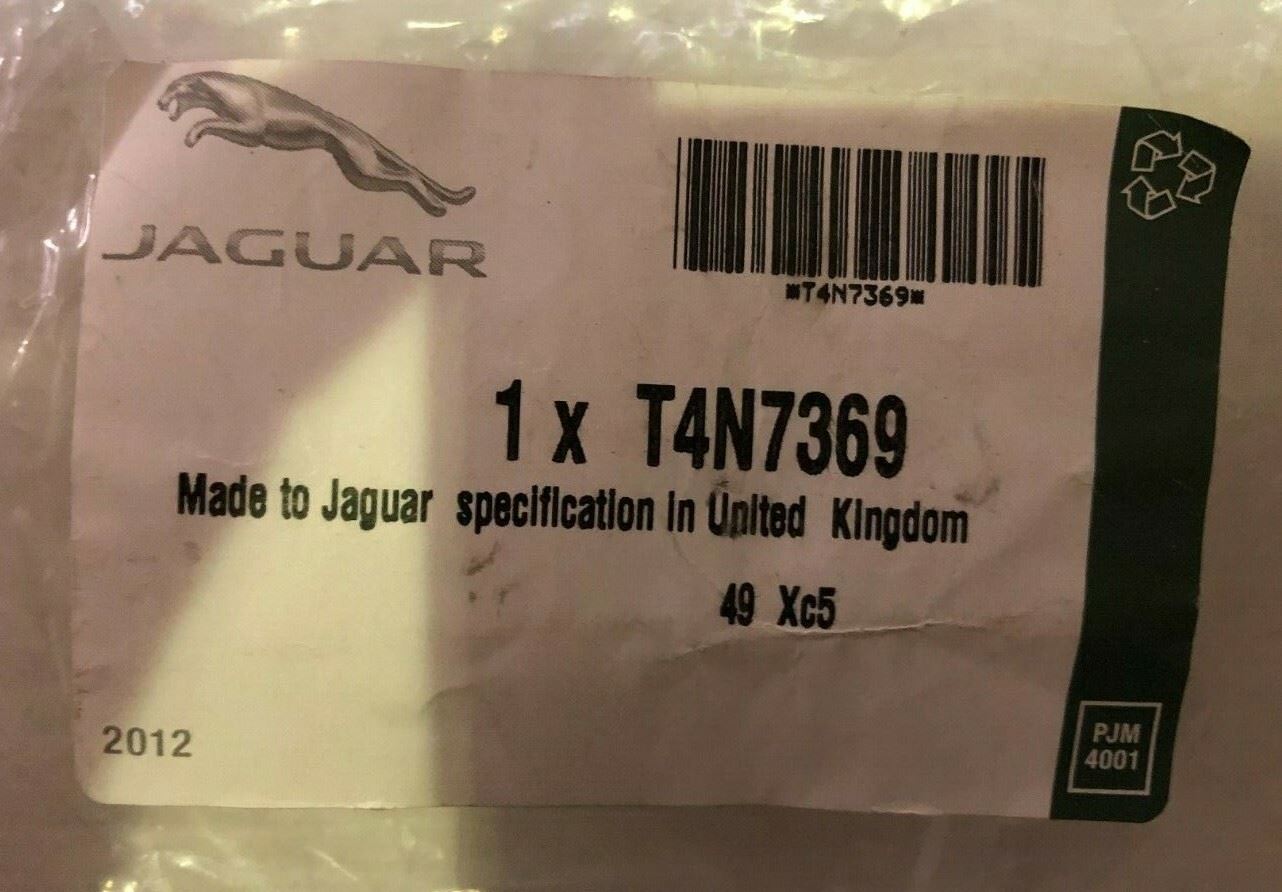 JAGUAR
*T4N7369*
1 x T4N7369
Made to Jaguar specification in United Kingdom
49 Xc5
2012
PJM
4001